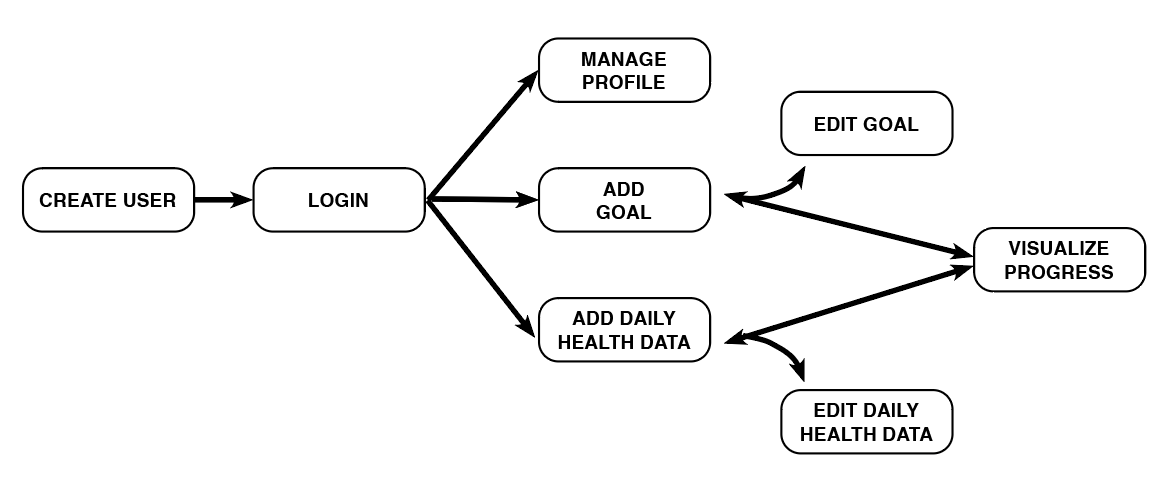 CREATE USER
LOGIN
MANAGE
PROFILE
ADD
GOAL
ADD DAILY
HEALTH DATA
EDIT GOAL
VISUALIZE
PROGRESS
EDIT DAILY
HEALTH DATA